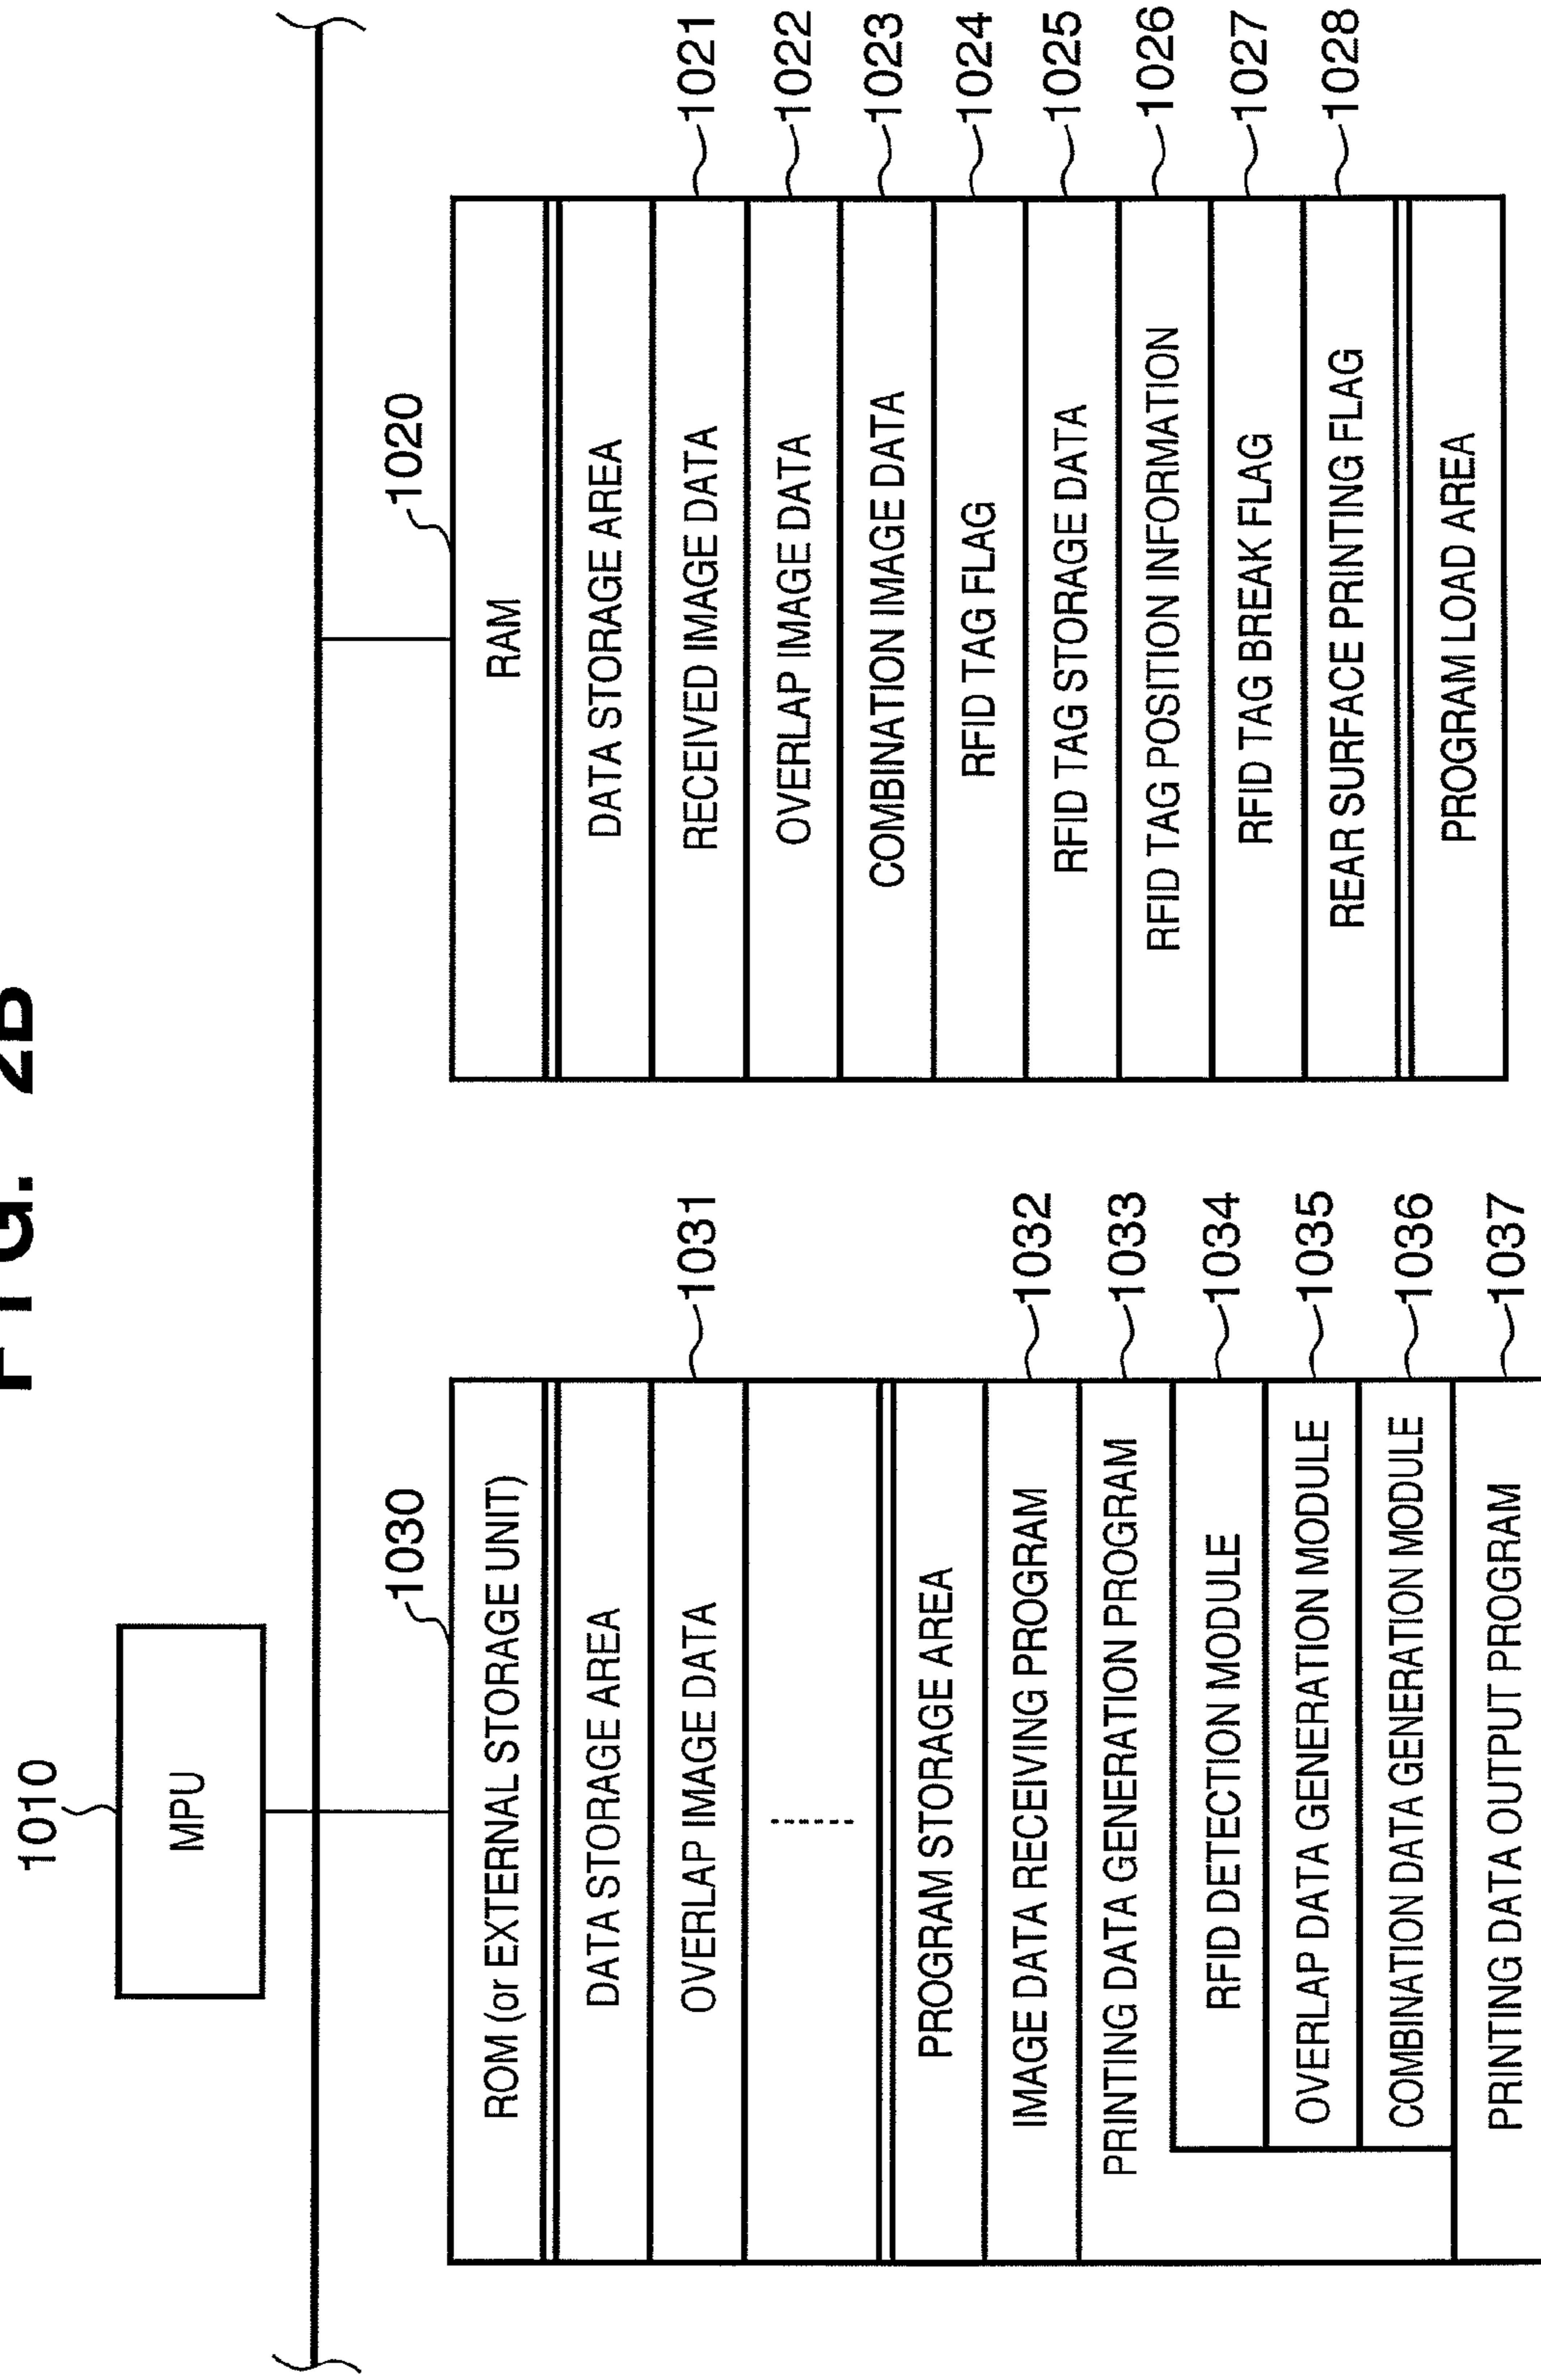 FIG. 2B
1010
MPU
1030
ROM (or EXTERNAL STORAGE UNIT)
DATA STORAGE AREA
OVERLAP IMAGE DATA
1031
PROGRAM STORAGE AREA
IMAGE DATA RECEIVING PROGRAM
1032
PRINTING DATA GENERATION PROGRAM
1033
RFID DETECTION MODULE
1034
OVERLAP DATA GENERATION MODULE
1035
COMBINATION DATA GENERATION MODULE
1036
PRINTING DATA OUTPUT PROGRAM
1037
1020
RAM
DATA STORAGE AREA
RECEIVED IMAGE DATA
1021
OVERLAP IMAGE DATA
1022
COMBINATION IMAGE DATA
1023
RFID TAG FLAG
1024
RFID TAG STORAGE DATA
1025
RFID TAG POSITION INFORMATION
1026
RFID TAG BREAK FLAG
1027
REAR SURFACE PRINTING FLAG
1028
PROGRAM LOAD AREA